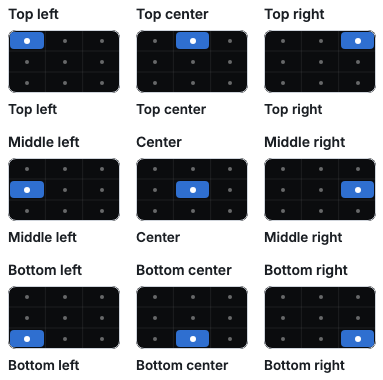 Top left
Top center
Top right
Top left
Top center
Top right
Middle left
Center
Middle right
Middle left
Center
Middle right
Bottom left
Bottom center
Bottom right
Bottom left
Bottom center
Bottom right